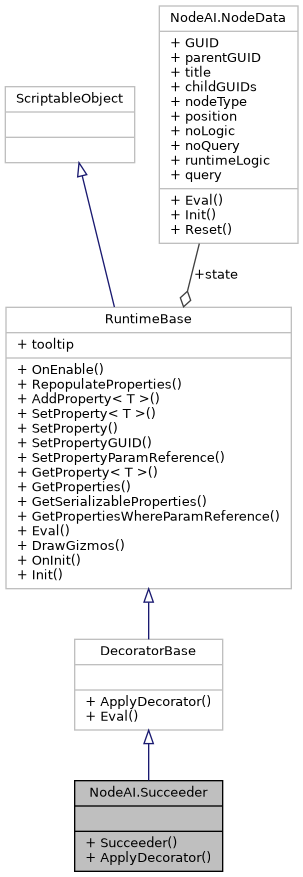 NodeAI.NodeData
+ GUID
+ parentGUID
+ title
+ childGUIDs
+ nodeType
+ position
+ noLogic
+ noQuery
+ runtimeLogic
+ query
+ Eval()
+ Init()
+ Reset()
ScriptableObject
+state
RuntimeBase
+ tooltip
+ OnEnable()
+ RepopulateProperties()
+ AddProperty< T >()
+ SetProperty< T >()
+ SetProperty()
+ SetPropertyGUID()
+ SetPropertyParamReference()
+ GetProperty< T >()
+ GetProperties()
+ GetSerializableProperties()
+ GetPropertiesWhereParamReference()
+ Eval()
+ DrawGizmos()
+ OnInit()
+ Init()
DecoratorBase
+ ApplyDecorator()
+ Eval()
NodeAI.Succeeder
+ Succeeder()
+ ApplyDecorator()